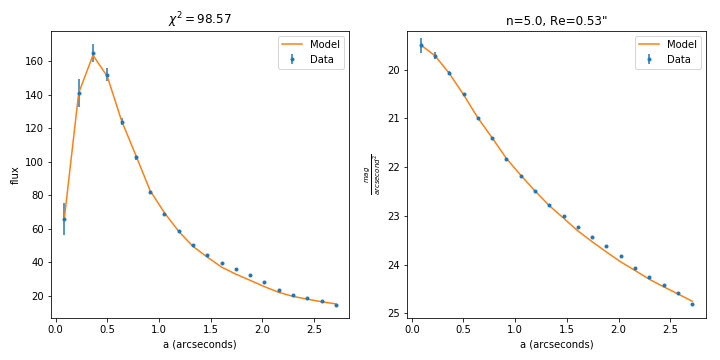 χ² = 98.57
Model
Data
flux
160
140
120
100
80
60
40
20
0.0 0.5 1.0 1.5 2.0 2.5
a (arcseconds)
n=5.0, Re=0.53"
Model
Data
mag
arcsecond²
20
21
22
23
24
25
0.0 0.5 1.0 1.5 2.0 2.5
a (arcseconds)